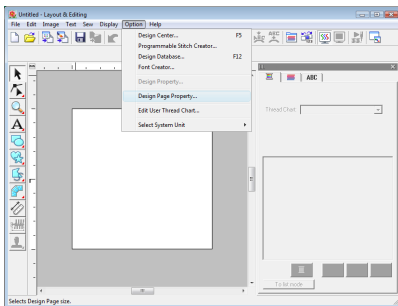 Untitled - Layout & Editing
File Edit Image Text Sew Display Option Help
Design Center... F5
Programmable Stitch Creator...
Design Database... F12
Font Creator...
Design Property...
Design Page Property...
Edit User Thread Chart...
Select System Unit
ABC
ABC
Thread Chart
A
To list mode
Selects Design Page size.